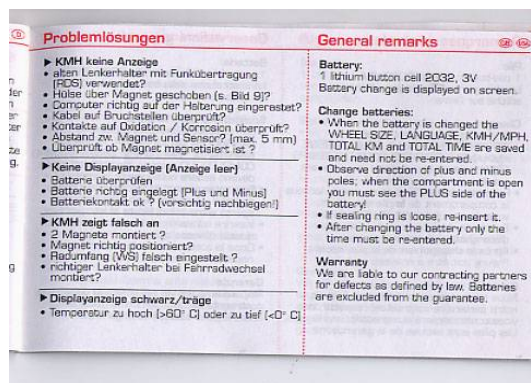 D
Problemlösungen
▶ KMH keine Anzeige
• alten Lenkerhalter mit Funkübertragung
(RDS) verwendet?
• Hülse über Magnet geschoben (s. Bild 9)?
• Computer richtig auf der Halterung eingerastet?
• Kabel auf Bruchstellen überprüft?
• Kontakte auf Oxidation / Korrosion überprüft?
• Abstand zw. Magnet und Sensor? (max. 5 mm)
• Überprüft ob Magnet magnetisiert ist ?
▶ Keine Displayanzeige (Anzeige leer)
• Batterie überprüfen
• Batterie richtig eingelegt (Plus und Minus)
• Batteriekontakt ok ? (vorsichtig nachbiegen!)
▶ KMH zeigt falsch an
• 2 Magnete montiert ?
• Magnet richtig positioniert?
• Radumfang (WS) falsch eingestellt ?
• richtiger Lenkerhalter bei Fahrradwechsel
montiert?
▶ Displayanzeige schwarz/träge
• Temperatur zu hoch (>60° C) oder zu tief (<0° C)
General remarks
Battery:
1 lithium button cell 2032, 3V
Battery change is displayed on screen.
Change batteries:
• When the battery is changed the
WHEEL SIZE, LANGUAGE, KMH/MPH,
TOTAL KM and TOTAL TIME are saved
and need not be re-entered.
• Observe direction of plus and minus
poles; when the compartment is open
you must see the PLUS side of the
battery!
• If sealing ring is loose, re-insert it.
• After changing the battery only the
time must be re-entered.
Warranty
We are liable to our contracting partners
for defects as defined by law. Batteries
are excluded from the guarantee.